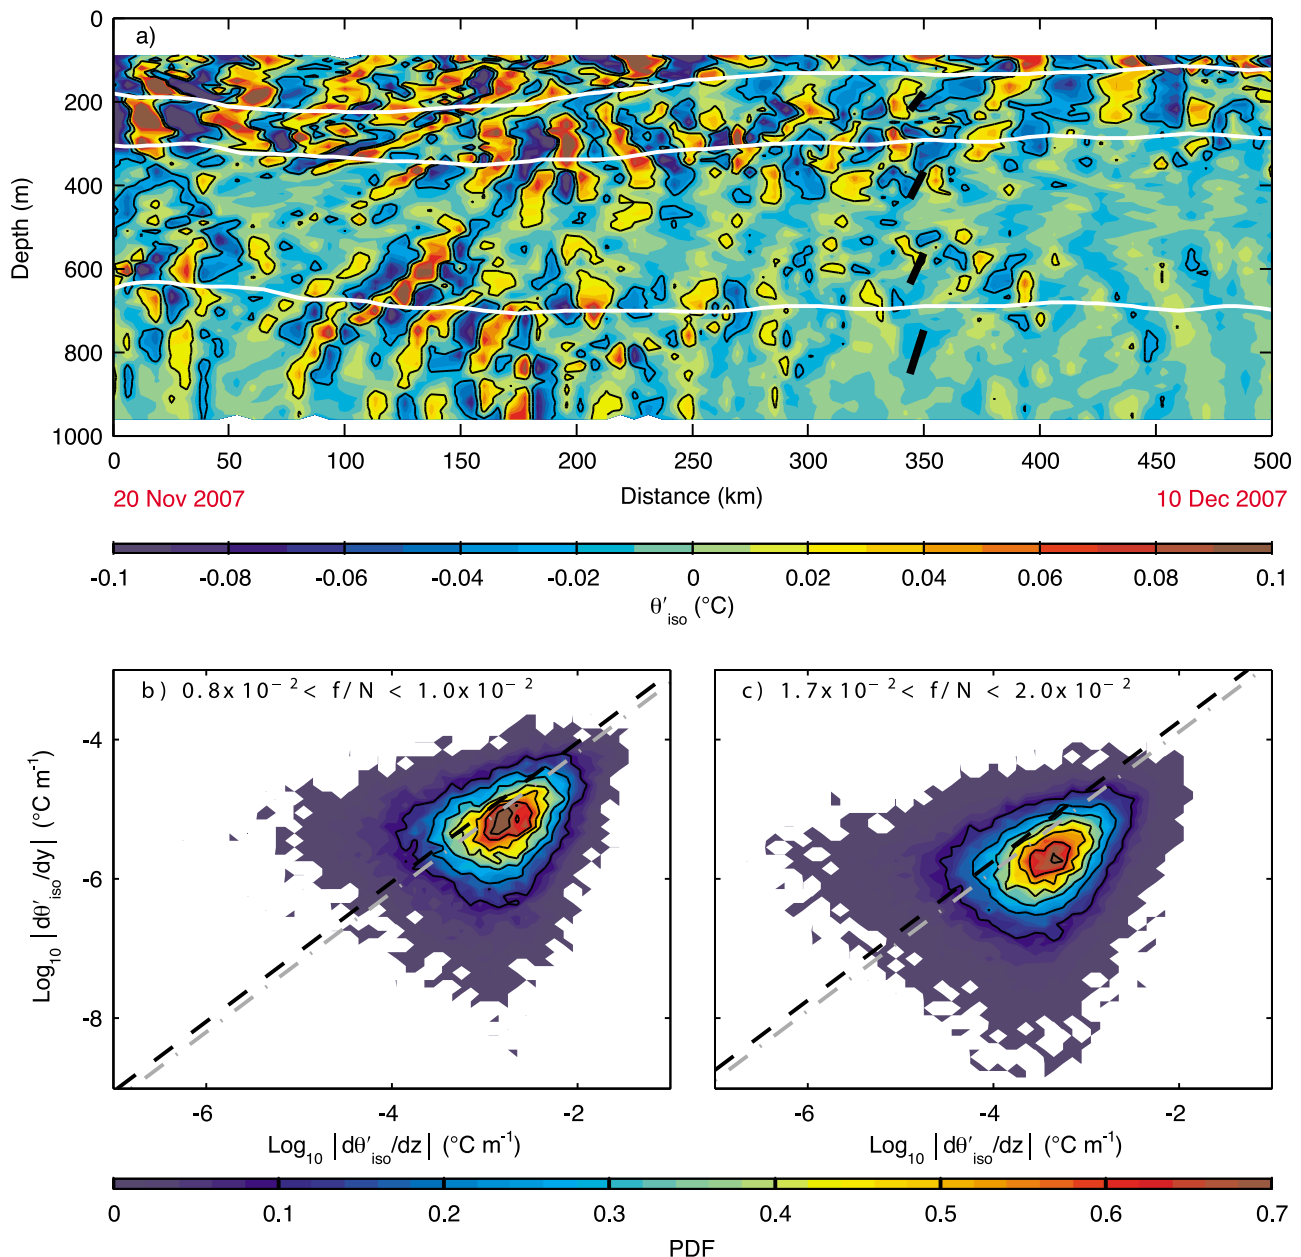 a)
0
200
400
600
800
1000
Depth (m)
0 50 100 150 200 250 300 350 400 450 500
20 Nov 2007 Distance (km) 10 Dec 2007
-0.1 -0.08 -0.06 -0.04 -0.02 0 0.02 0.04 0.06 0.08 0.1
θ′iso (°C)
b) 0.8x10⁻² < f/N < 1.0x10⁻²
-4
-6
-8
Log₁₀ |dθ′iso/dy| (°C m⁻¹)
-6 -4 -2
Log₁₀ |dθ′iso/dz| (°C m⁻¹)
c) 1.7x10⁻² < f/N < 2.0x10⁻²
-6 -4 -2
Log₁₀ |dθ′iso/dz| (°C m⁻¹)
0 0.1 0.2 0.3 0.4 0.5 0.6 0.7
PDF